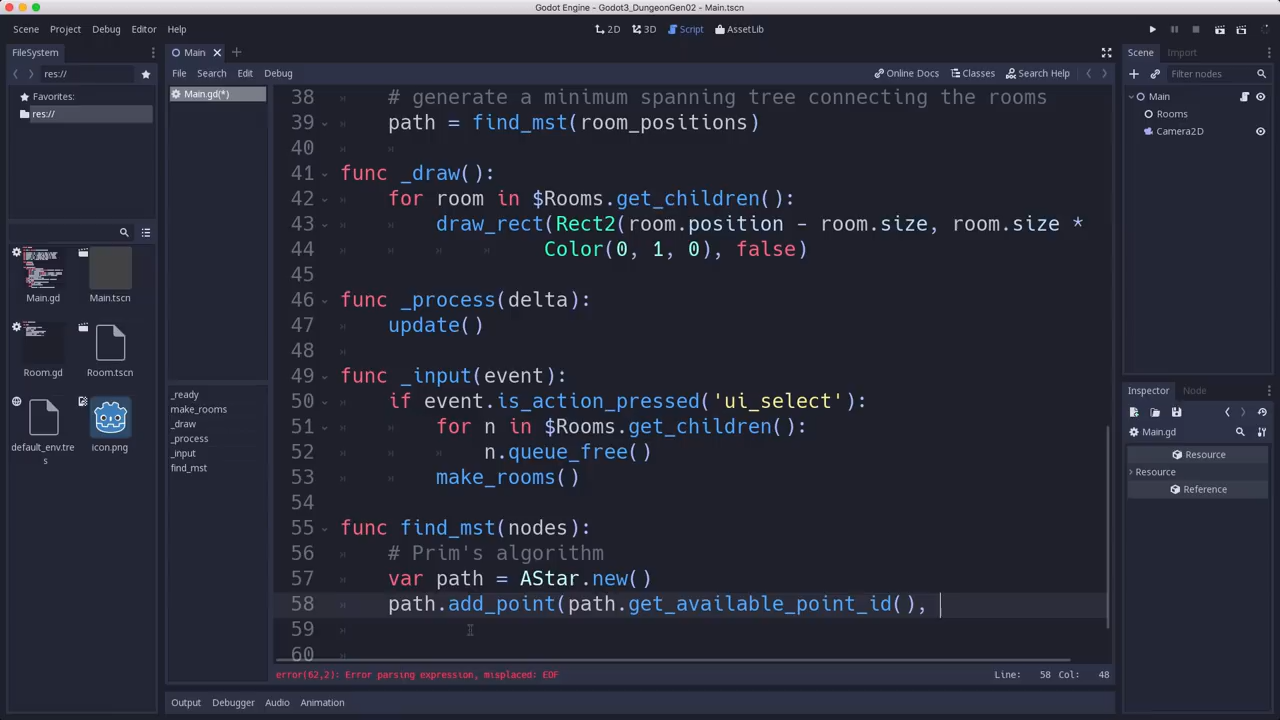 Godot Engine - Godot3_DungeonGen02 - Main.tscn
Scene Project Debug Editor Help
2D 3D Script AssetLib
FileSystem
res://
Favorites:
res://
Main.gd
Main.tscn
Room.gd
Room.tscn
default_env.tres
icon.png
Main
File Search Edit Debug
Online Docs Classes Search Help
Main.gd(*)
_ready
make_rooms
_draw
_process
_input
find_mst
38 # generate a minimum spanning tree connecting the rooms
39 path = find_mst(room_positions)
40
41 func _draw():
42 for room in $Rooms.get_children():
43 draw_rect(Rect2(room.position - room.size, room.size *
44 Color(0, 1, 0), false)
45
46 func _process(delta):
47 update()
48
49 func _input(event):
50 if event.is_action_pressed('ui_select'):
51 for n in $Rooms.get_children():
52 n.queue_free()
53 make_rooms()
54
55 func find_mst(nodes):
56 # Prim's algorithm
57 var path = AStar.new()
58 path.add_point(path.get_available_point_id(),
59
60
error(62,2): Error parsing expression, misplaced: EOF
Line: 58 Col: 48
Output Debugger Audio Animation
Scene Import
Filter nodes
Main
Rooms
Camera2D
Inspector Node
Main.gd
Resource
Resource
Reference